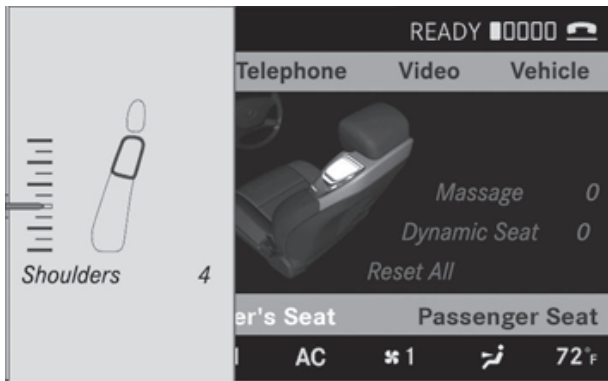 READY
Telephone Video Vehicle
Massage 0
Dynamic Seat 0
Shoulders 4
Reset All
er's Seat Passenger Seat
AC 1 72°F